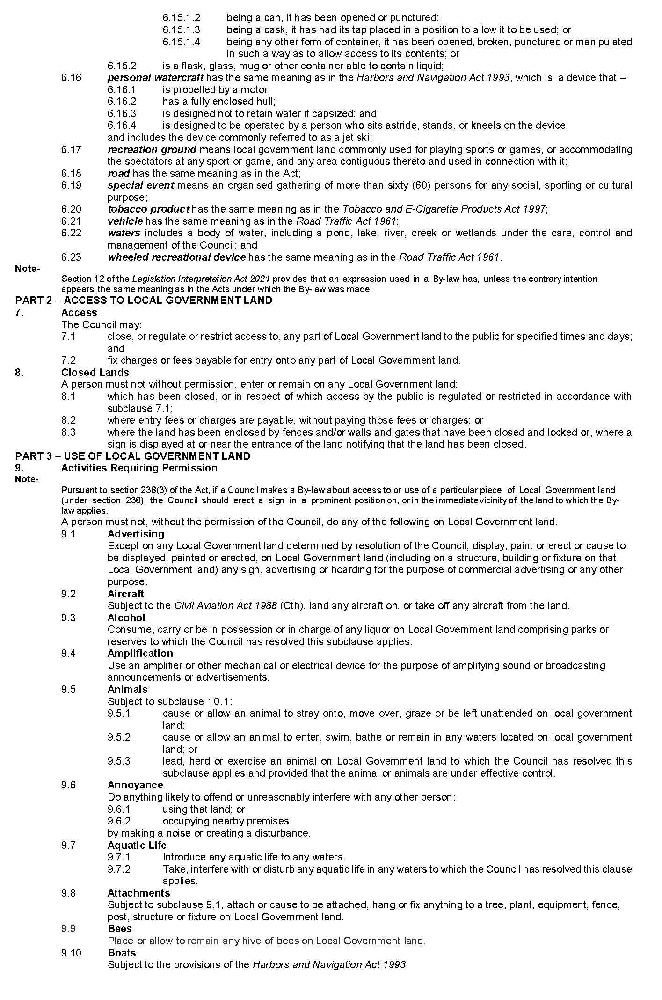 6.15.1.2 being a can, it has been opened or punctured;
6.15.1.3 being a cask, it has had its tap placed in a position to allow it to be used; or
6.15.1.4 being any other form of container, it has been opened, broken, punctured or manipulated
in such a way as to allow access to its contents; or
6.15.2 is a flask, glass, mug or other container able to contain liquid;
6.16 personal watercraft has the same meaning as in the Harbors and Navigation Act 1993, which is a device that –
6.16.1 is propelled by a motor;
6.16.2 has a fully enclosed hull;
6.16.3 is designed not to retain water if capsized; and
6.16.4 is designed to be operated by a person who sits astride, stands, or kneels on the device,
and includes the device commonly referred to as a jet ski;
6.17 recreation ground means local government land commonly used for playing sports or games, or accommodating
the spectators at any sport or game, and any area contiguous thereto and used in connection with it;
6.18 road has the same meaning as in the Act;
6.19 special event means an organised gathering of more than sixty (60) persons for any social, sporting or cultural
purpose;
6.20 tobacco product has the same meaning as in the Tobacco and E-Cigarette Products Act 1997;
6.21 vehicle has the same meaning as in the Road Traffic Act 1961;
6.22 waters includes a body of water, including a pond, lake, river, creek or wetlands under the care, control and
management of the Council; and
6.23 wheeled recreational device has the same meaning as in the Road Traffic Act 1961.
Note-
Section 12 of the Legislation Interpretation Act 2021 provides that an expression used in a By-law has, unless the contrary intention
appears, the same meaning as in the Acts under which the By-law was made.
PART 2 – ACCESS TO LOCAL GOVERNMENT LAND
7. Access
The Council may:
7.1 close, or regulate or restrict access to, any part of Local Government land to the public for specified times and days;
and
7.2 fix charges or fees payable for entry onto any part of Local Government land.
8. Closed Lands
A person must not without permission, enter or remain on any Local Government land:
8.1 which has been closed, or in respect of which access by the public is regulated or restricted in accordance with
subclause 7.1;
8.2 where entry fees or charges are payable, without paying those fees or charges; or
8.3 where the land has been enclosed by fences and/or walls and gates that have been closed and locked or, where a
sign is displayed at or near the entrance of the land notifying that the land has been closed.
PART 3 – USE OF LOCAL GOVERNMENT LAND
9. Activities Requiring Permission
Note-
Pursuant to section 238(3) of the Act, if a Council makes a By-law about access to or use of a particular piece of Local Government land
(under section 238), the Council should erect a sign in a prominent position on, or in the immediate vicinity of, the land to which the By-
law applies.
A person must not, without the permission of the Council, do any of the following on Local Government land.
9.1 Advertising
Except on any Local Government land determined by resolution of the Council, display, paint or erect or cause to
be displayed, painted or erected, on Local Government land (including on a structure, building or fixture on that
Local Government land) any sign, advertising or hoarding for the purpose of commercial advertising or any other
purpose.
9.2 Aircraft
Subject to the Civil Aviation Act 1988 (Cth), land any aircraft on, or take off any aircraft from the land.
9.3 Alcohol
Consume, carry or be in possession or in charge of any liquor on Local Government land comprising parks or
reserves to which the Council has resolved this subclause applies.
9.4 Amplification
Use an amplifier or other mechanical or electrical device for the purpose of amplifying sound or broadcasting
announcements or advertisements.
9.5 Animals
Subject to subclause 10.1:
9.5.1 cause or allow an animal to stray onto, move over, graze or be left unattended on local government
land;
9.5.2 cause or allow an animal to enter, swim, bathe or remain in any waters located on local government
land; or
9.5.3 lead, herd or exercise an animal on Local Government land to which the Council has resolved this
subclause applies and provided that the animal or animals are under effective control.
9.6 Annoyance
Do anything likely to offend or unreasonably interfere with any other person:
9.6.1 using that land; or
9.6.2 occupying nearby premises
by making a noise or creating a disturbance.
9.7 Aquatic Life
9.7.1 Introduce any aquatic life to any waters.
9.7.2 Take, interfere with or disturb any aquatic life in any waters to which the Council has resolved this clause
applies.
9.8 Attachments
Subject to subclause 9.1, attach or cause to be attached, hang or fix anything to a tree, plant, equipment, fence,
post, structure or fixture on Local Government land.
9.9 Bees
Place or allow to remain any hive of bees on Local Government land.
9.10 Boats
Subject to the provisions of the Harbors and Navigation Act 1993: